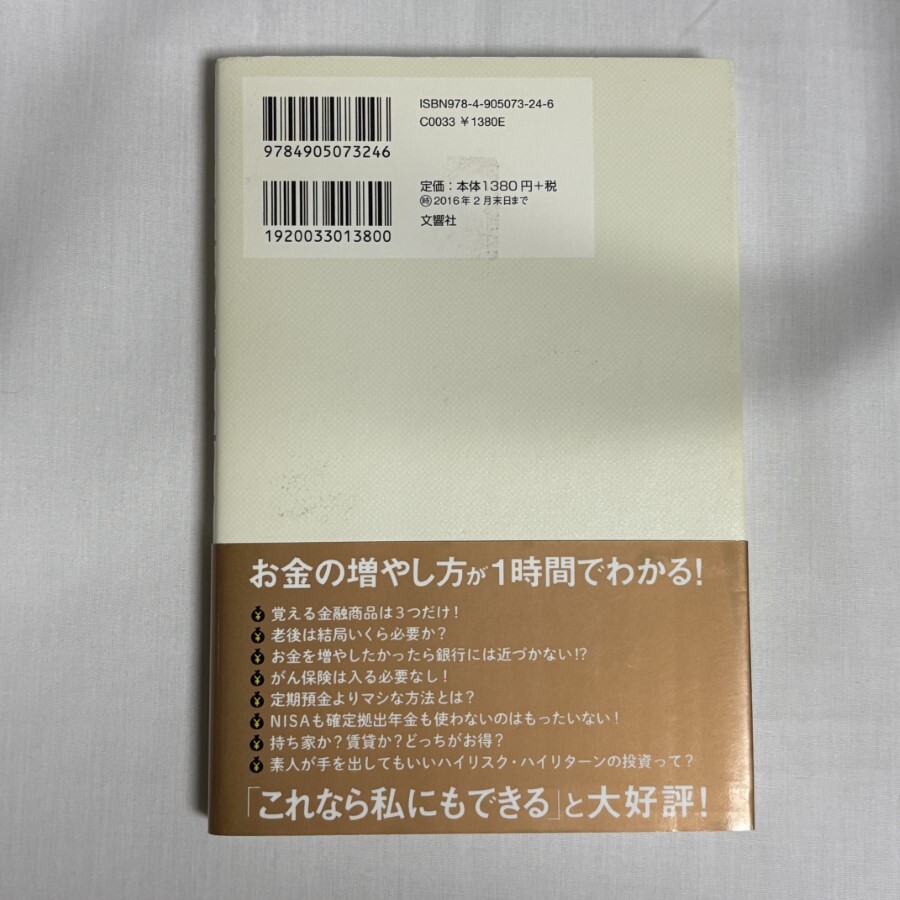 ISBN978-4-905073-24-6
C0033 ¥1380E
9784905073246
定価:本体1380円+税
㊕2016年2月末日まで
文響社
1920033013800
お金の増やし方が1時間でわかる!
覚える金融商品は3つだけ!
老後は結局いくら必要か?
お金を増やしたかったら銀行には近づかない!?
がん保険は入る必要なし!
定期預金よりマシな方法とは?
NISAも確定拠出年金も使わないのはもったいない!
持ち家か?賃貸か?どっちがお得?
素人が手を出してもいいハイリスク・ハイリターンの投資って?
「これなら私にもできる」と大好評!